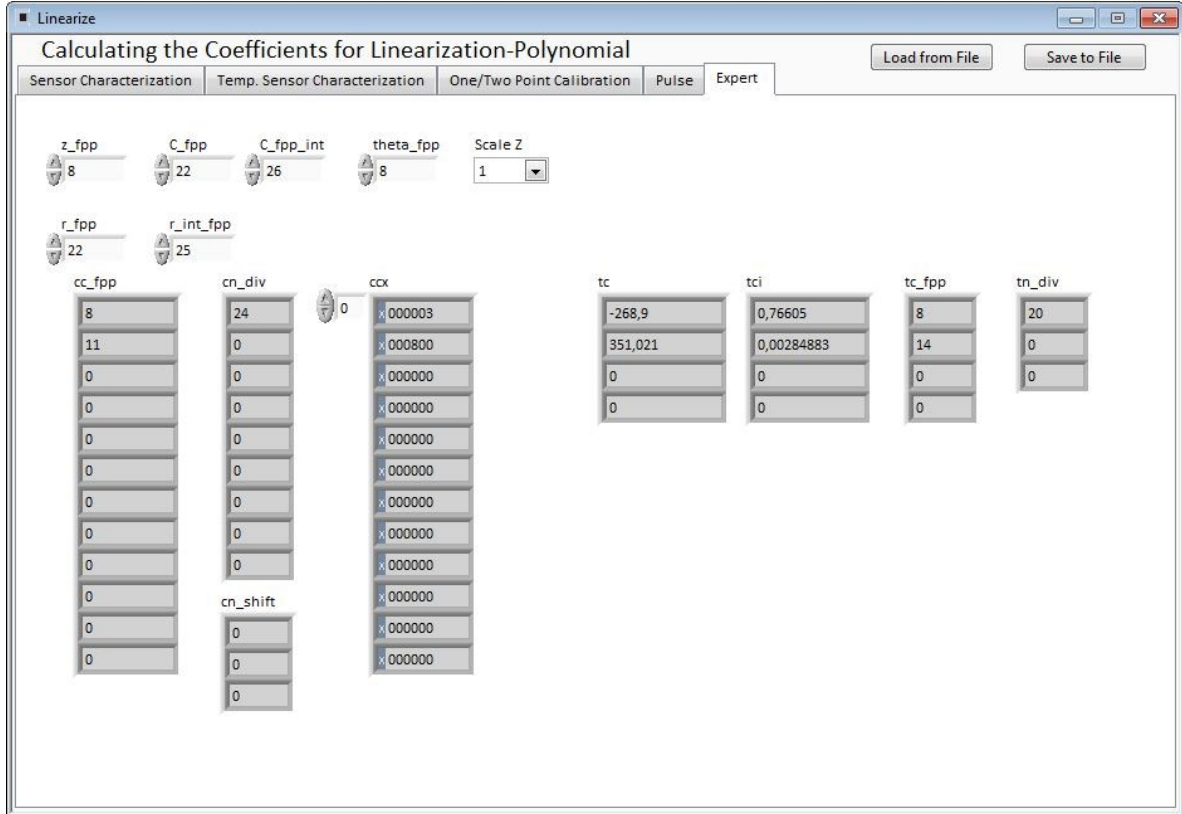 Linearize
Calculating the Coefficients for Linearization-Polynomial
Load from File Save to File
Sensor Characterization Temp. Sensor Characterization One/Two Point Calibration Pulse Expert
z_fpp C_fpp C_fpp_int theta_fpp Scale Z
8 22 26 8 1
r_fpp r_int_fpp
22 25
cc_fpp cn_div ccx tc tci tc_fpp tn_div
8 24 0 x 000003 -268,9 0,76605 8 20
11 0 x 000800 351,021 0,00284883 14 0
0 0 x 000000 0 0 0 0
0 0 x 000000 0 0 0
0 0 x 000000
0 0 x 000000
0 0 x 000000
0 0 x 000000
0 0 x 000000
0 x 000000
cn_shift
0 0 x 000000
0 0 x 000000
0